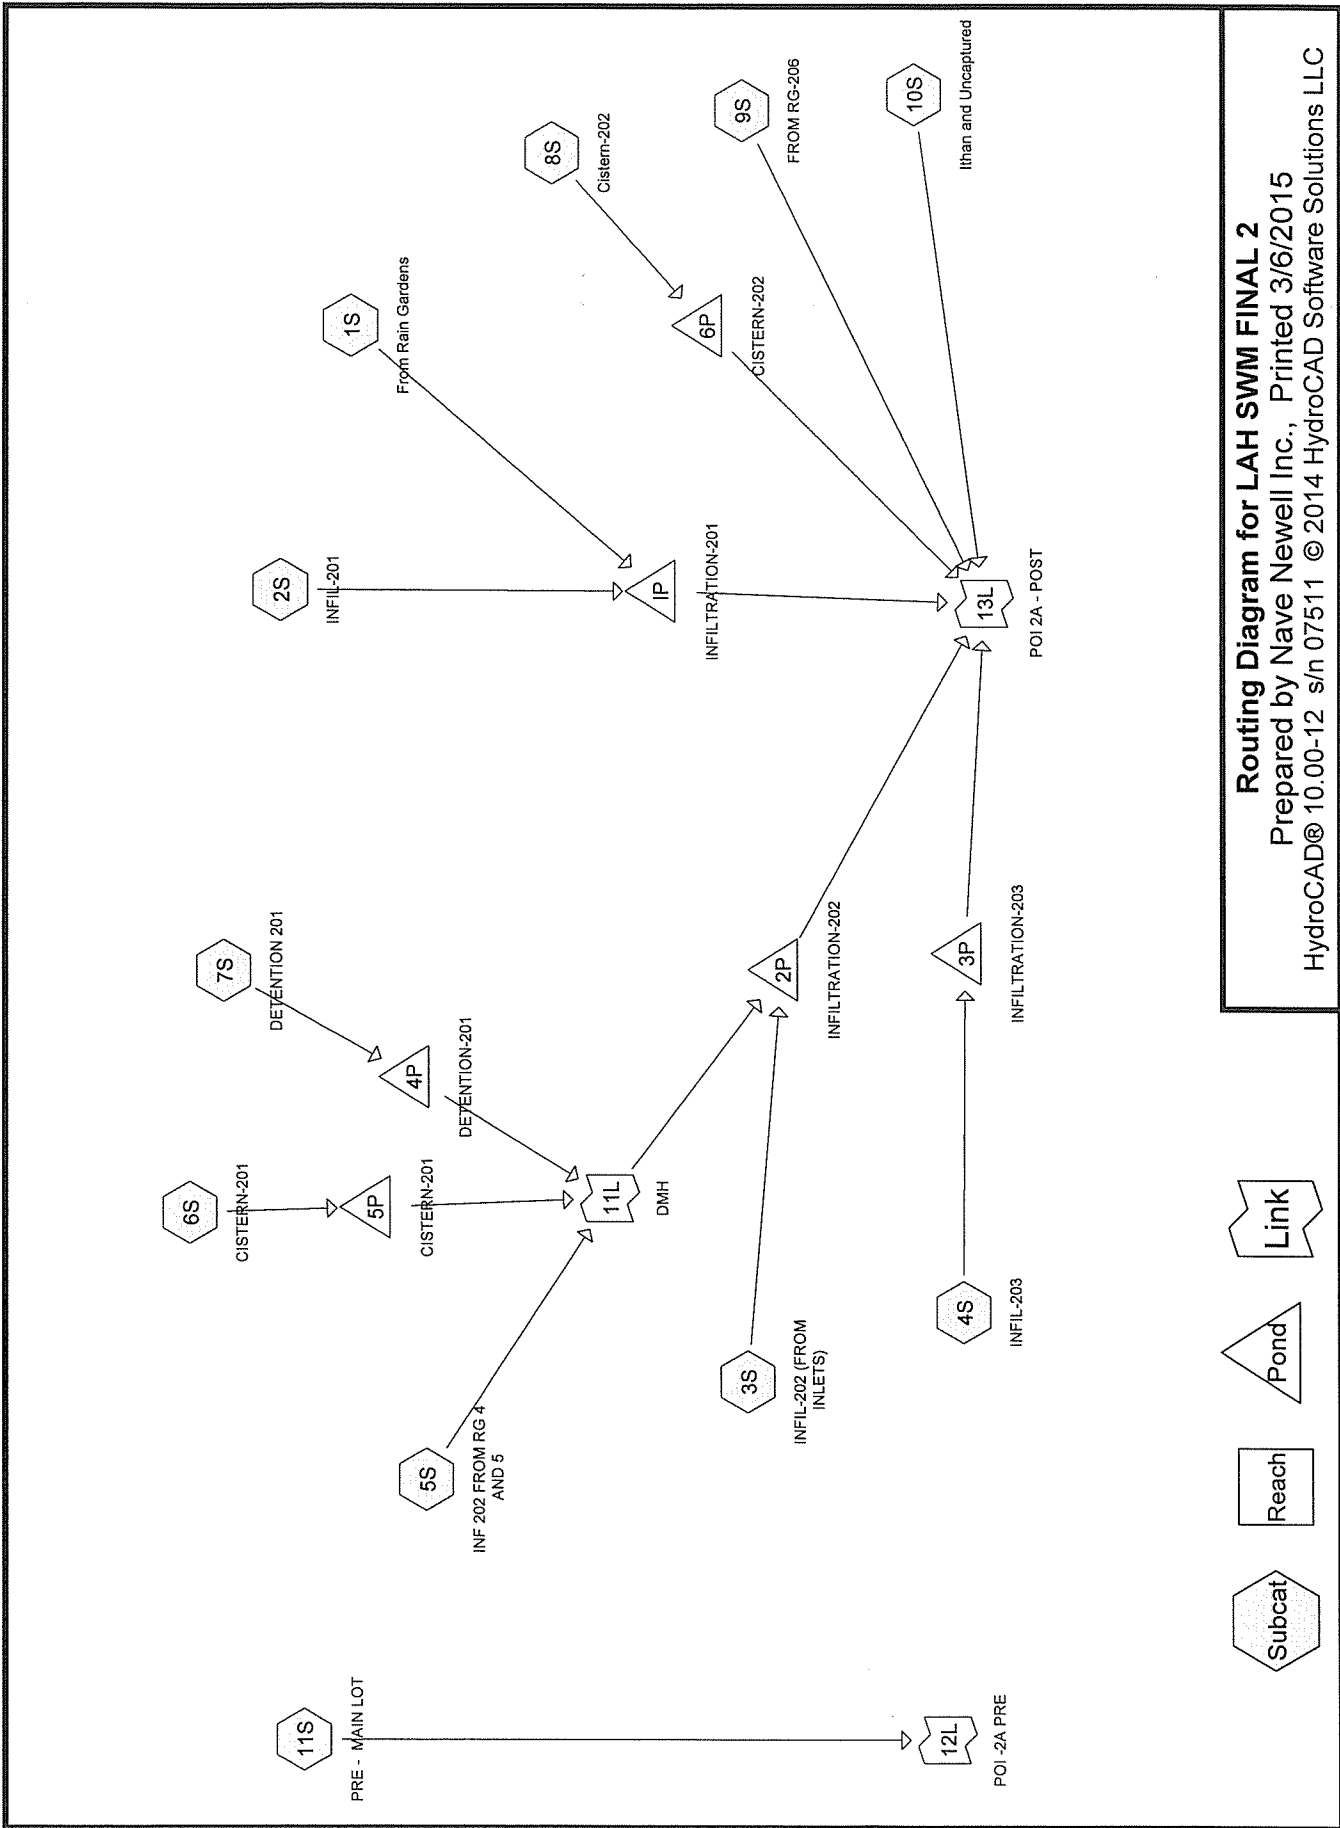 11S
PRE - MAIN LOT
12L
POI -2A PRE
6S
CISTERN-201
5P
CISTERN-201
7S
DETENTION 201
4P
DETENTION-201
5S
INF 202 FROM RG 4
AND 5
11L
DMH
3S
INFIL-202 (FROM
INLETS)
2P
INFILTRATION-202
4S
INFIL-203
3P
INFILTRATION-203
2S
INFIL-201
1S
From Rain Gardens
IP
INFILTRATION-201
8S
Cistern-202
6P
CISTERN-202
9S
FROM RG-206
10S
Ithan and Uncaptured
13L
POI 2A - POST
Subcat
Reach
Pond
Link
Routing Diagram for LAH SWM FINAL 2
Prepared by Nave Newell Inc., Printed 3/6/2015
HydroCAD® 10.00-12 s/n 07511 © 2014 HydroCAD Software Solutions LLC